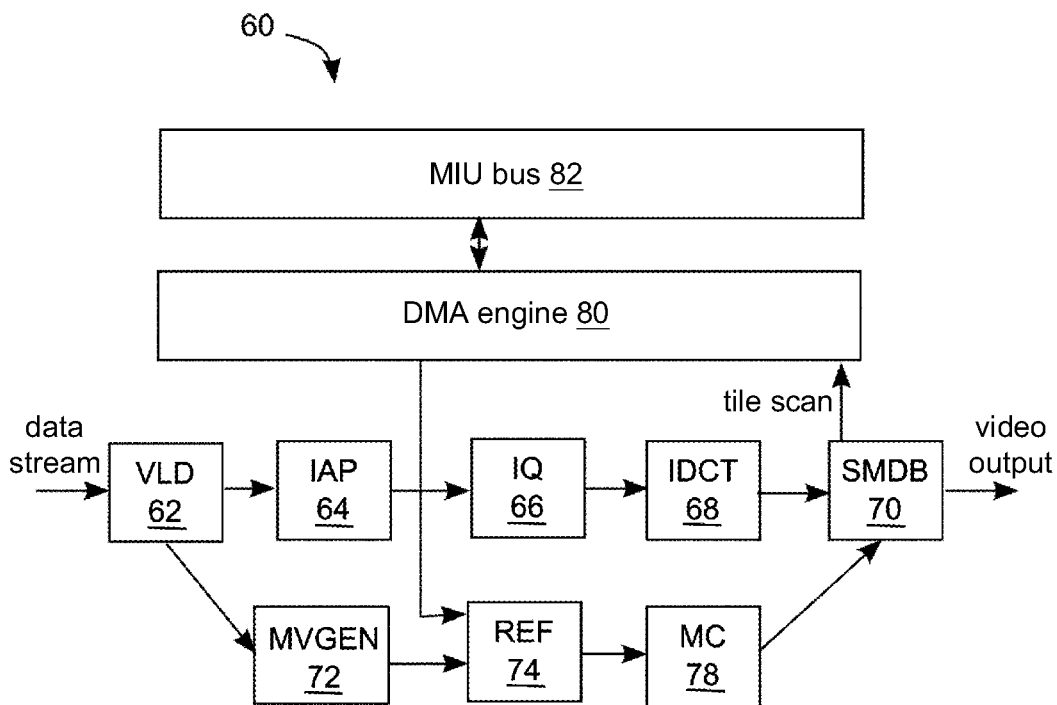 60
MIU bus 82
DMA engine 80
tile scan
data
stream
video
output
VLD
62
IAP
64
IQ
66
IDCT
68
SMDB
70
MVGEN
72
REF
74
MC
78